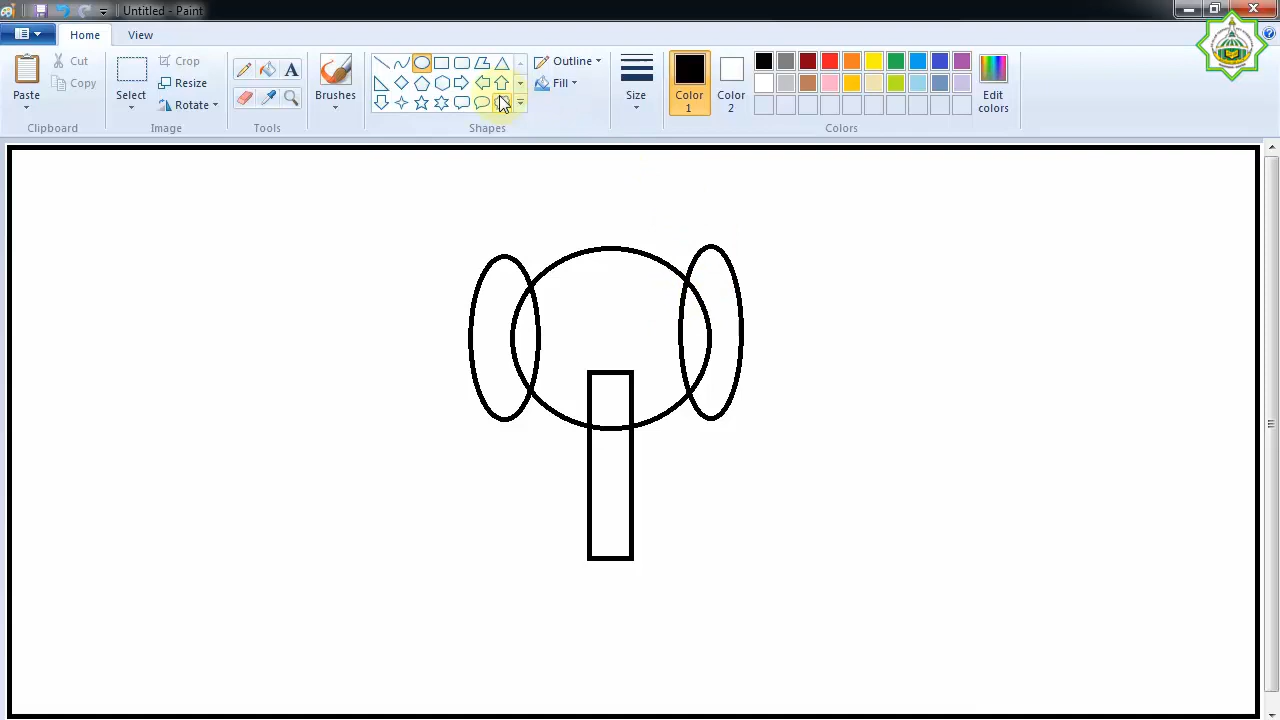 Untitled - Paint
Home
View
Paste
Cut
Copy
Clipboard
Select
Crop
Resize
Rotate
Image
A
Tools
Brushes
Shapes
Outline
Fill
Size
Color
1
Color
2
Edit
colors
Colors